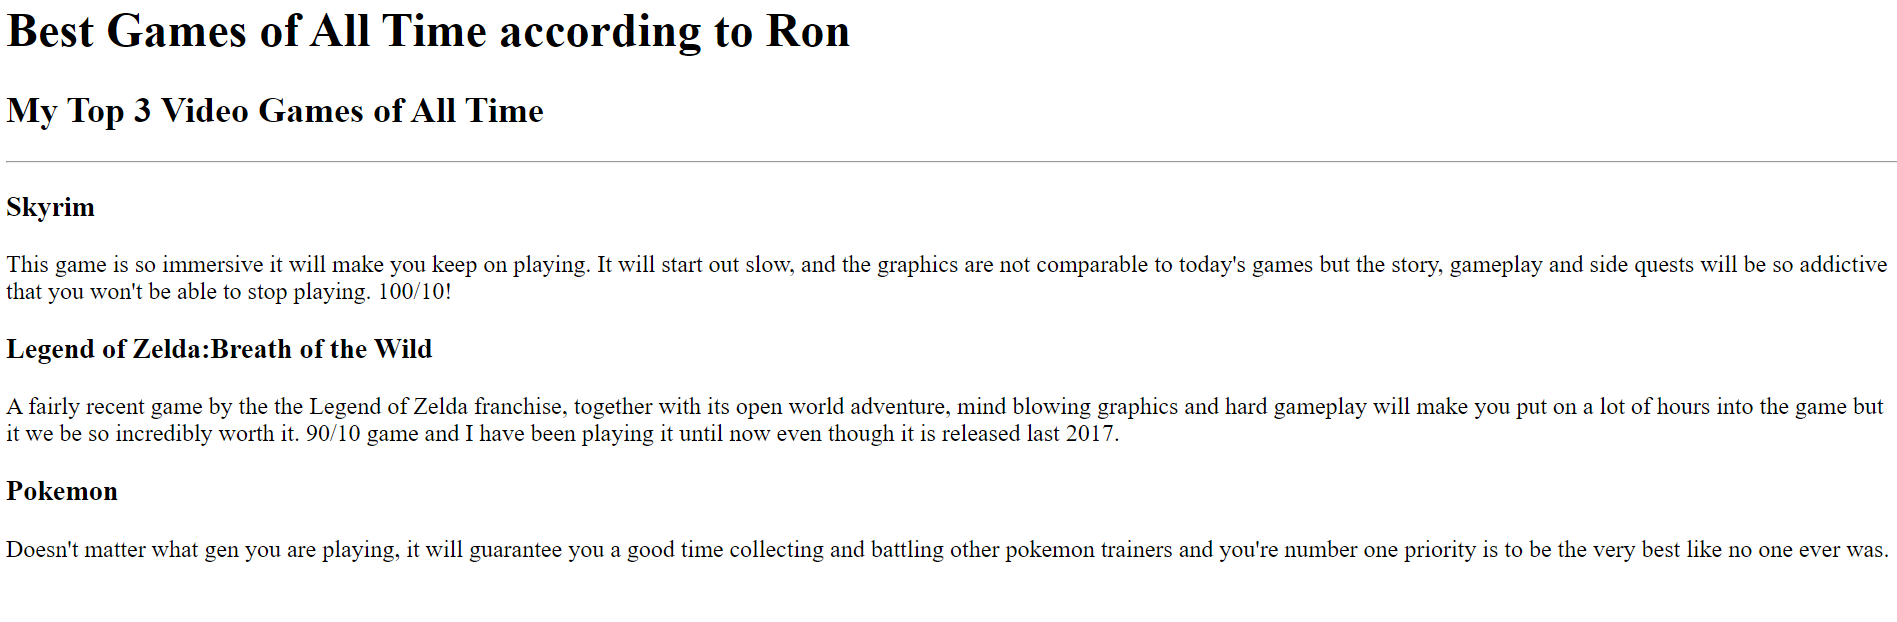 Best Games of All Time according to Ron
My Top 3 Video Games of All Time
Skyrim
This game is so immersive it will make you keep on playing. It will start out slow, and the graphics are not comparable to today's games but the story, gameplay and side quests will be so addictive
that you won't be able to stop playing. 100/10!
Legend of Zelda:Breath of the Wild
A fairly recent game by the the Legend of Zelda franchise, together with its open world adventure, mind blowing graphics and hard gameplay will make you put on a lot of hours into the game but
it we be so incredibly worth it. 90/10 game and I have been playing it until now even though it is released last 2017.
Pokemon
Doesn't matter what gen you are playing, it will guarantee you a good time collecting and battling other pokemon trainers and you're number one priority is to be the very best like no one ever was.